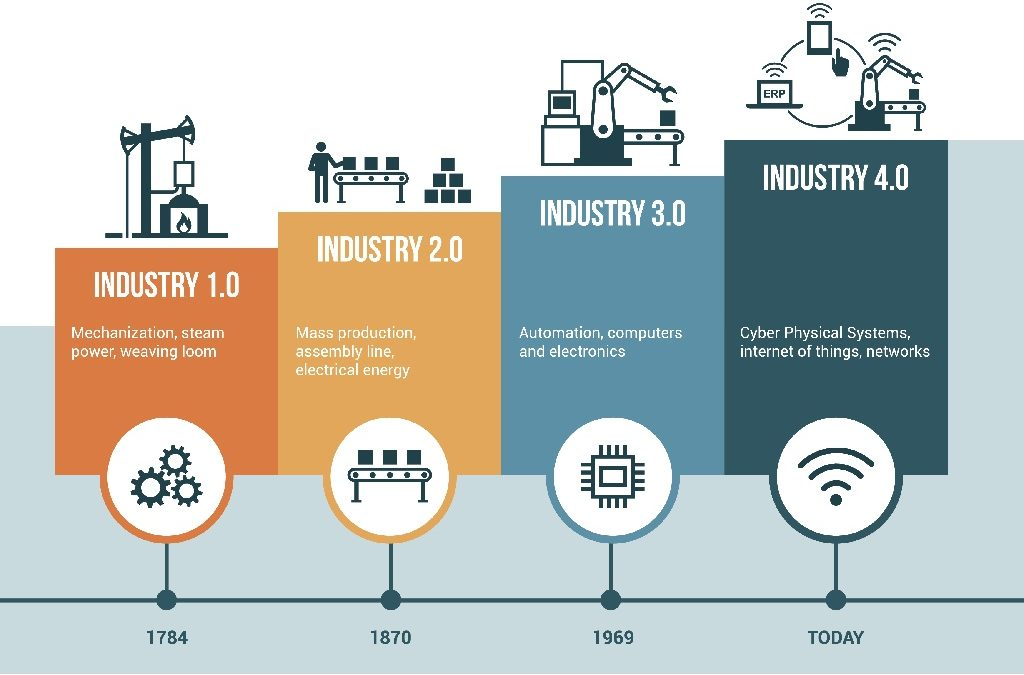 ERP
INDUSTRY 1.0
Mechanization, steam
power, weaving loom
INDUSTRY 2.0
Mass production,
assembly line,
electrical energy
INDUSTRY 3.0
Automation, computers
and electronics
INDUSTRY 4.0
Cyber Physical Systems,
internet of things, networks
1784
1870
1969
TODAY